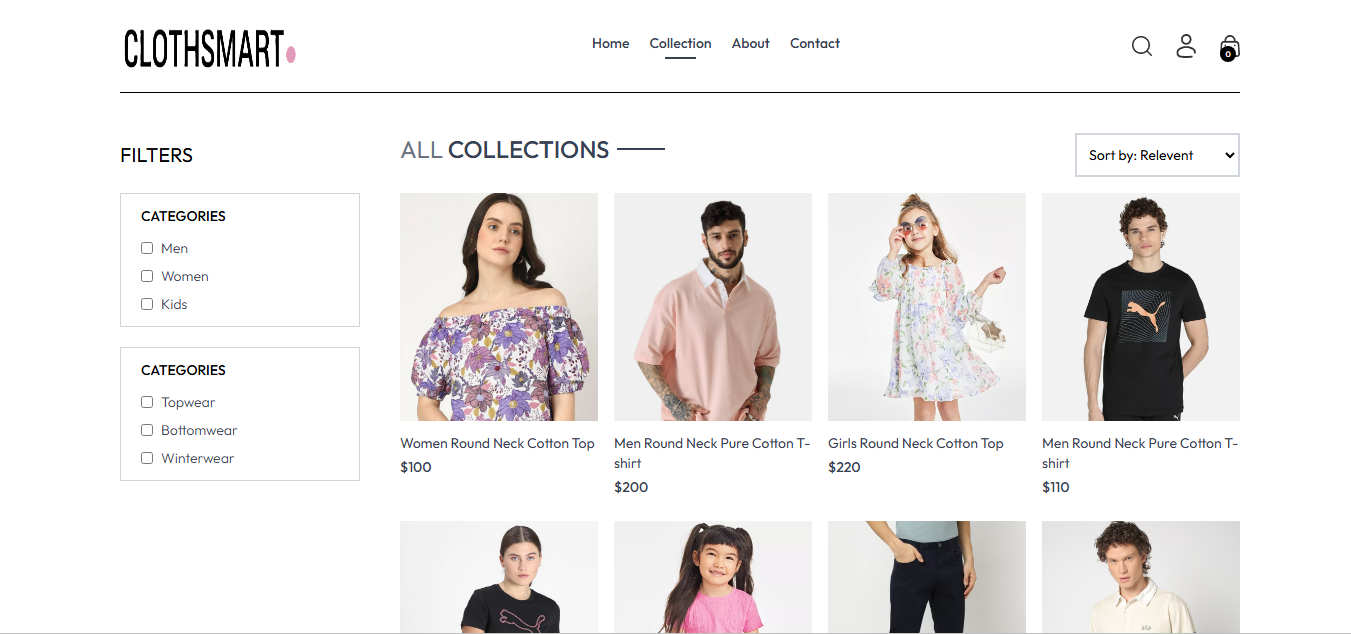 CLOTHSMART
Home Collection About Contact
0
FILTERS
ALL COLLECTIONS
Sort by: Relevent
CATEGORIES
Men
Women
Kids
CATEGORIES
Topwear
Bottomwear
Winterwear
Women Round Neck Cotton Top
$100
Men Round Neck Pure Cotton T-
shirt
$200
Girls Round Neck Cotton Top
$220
Men Round Neck Pure Cotton T-
shirt
$110